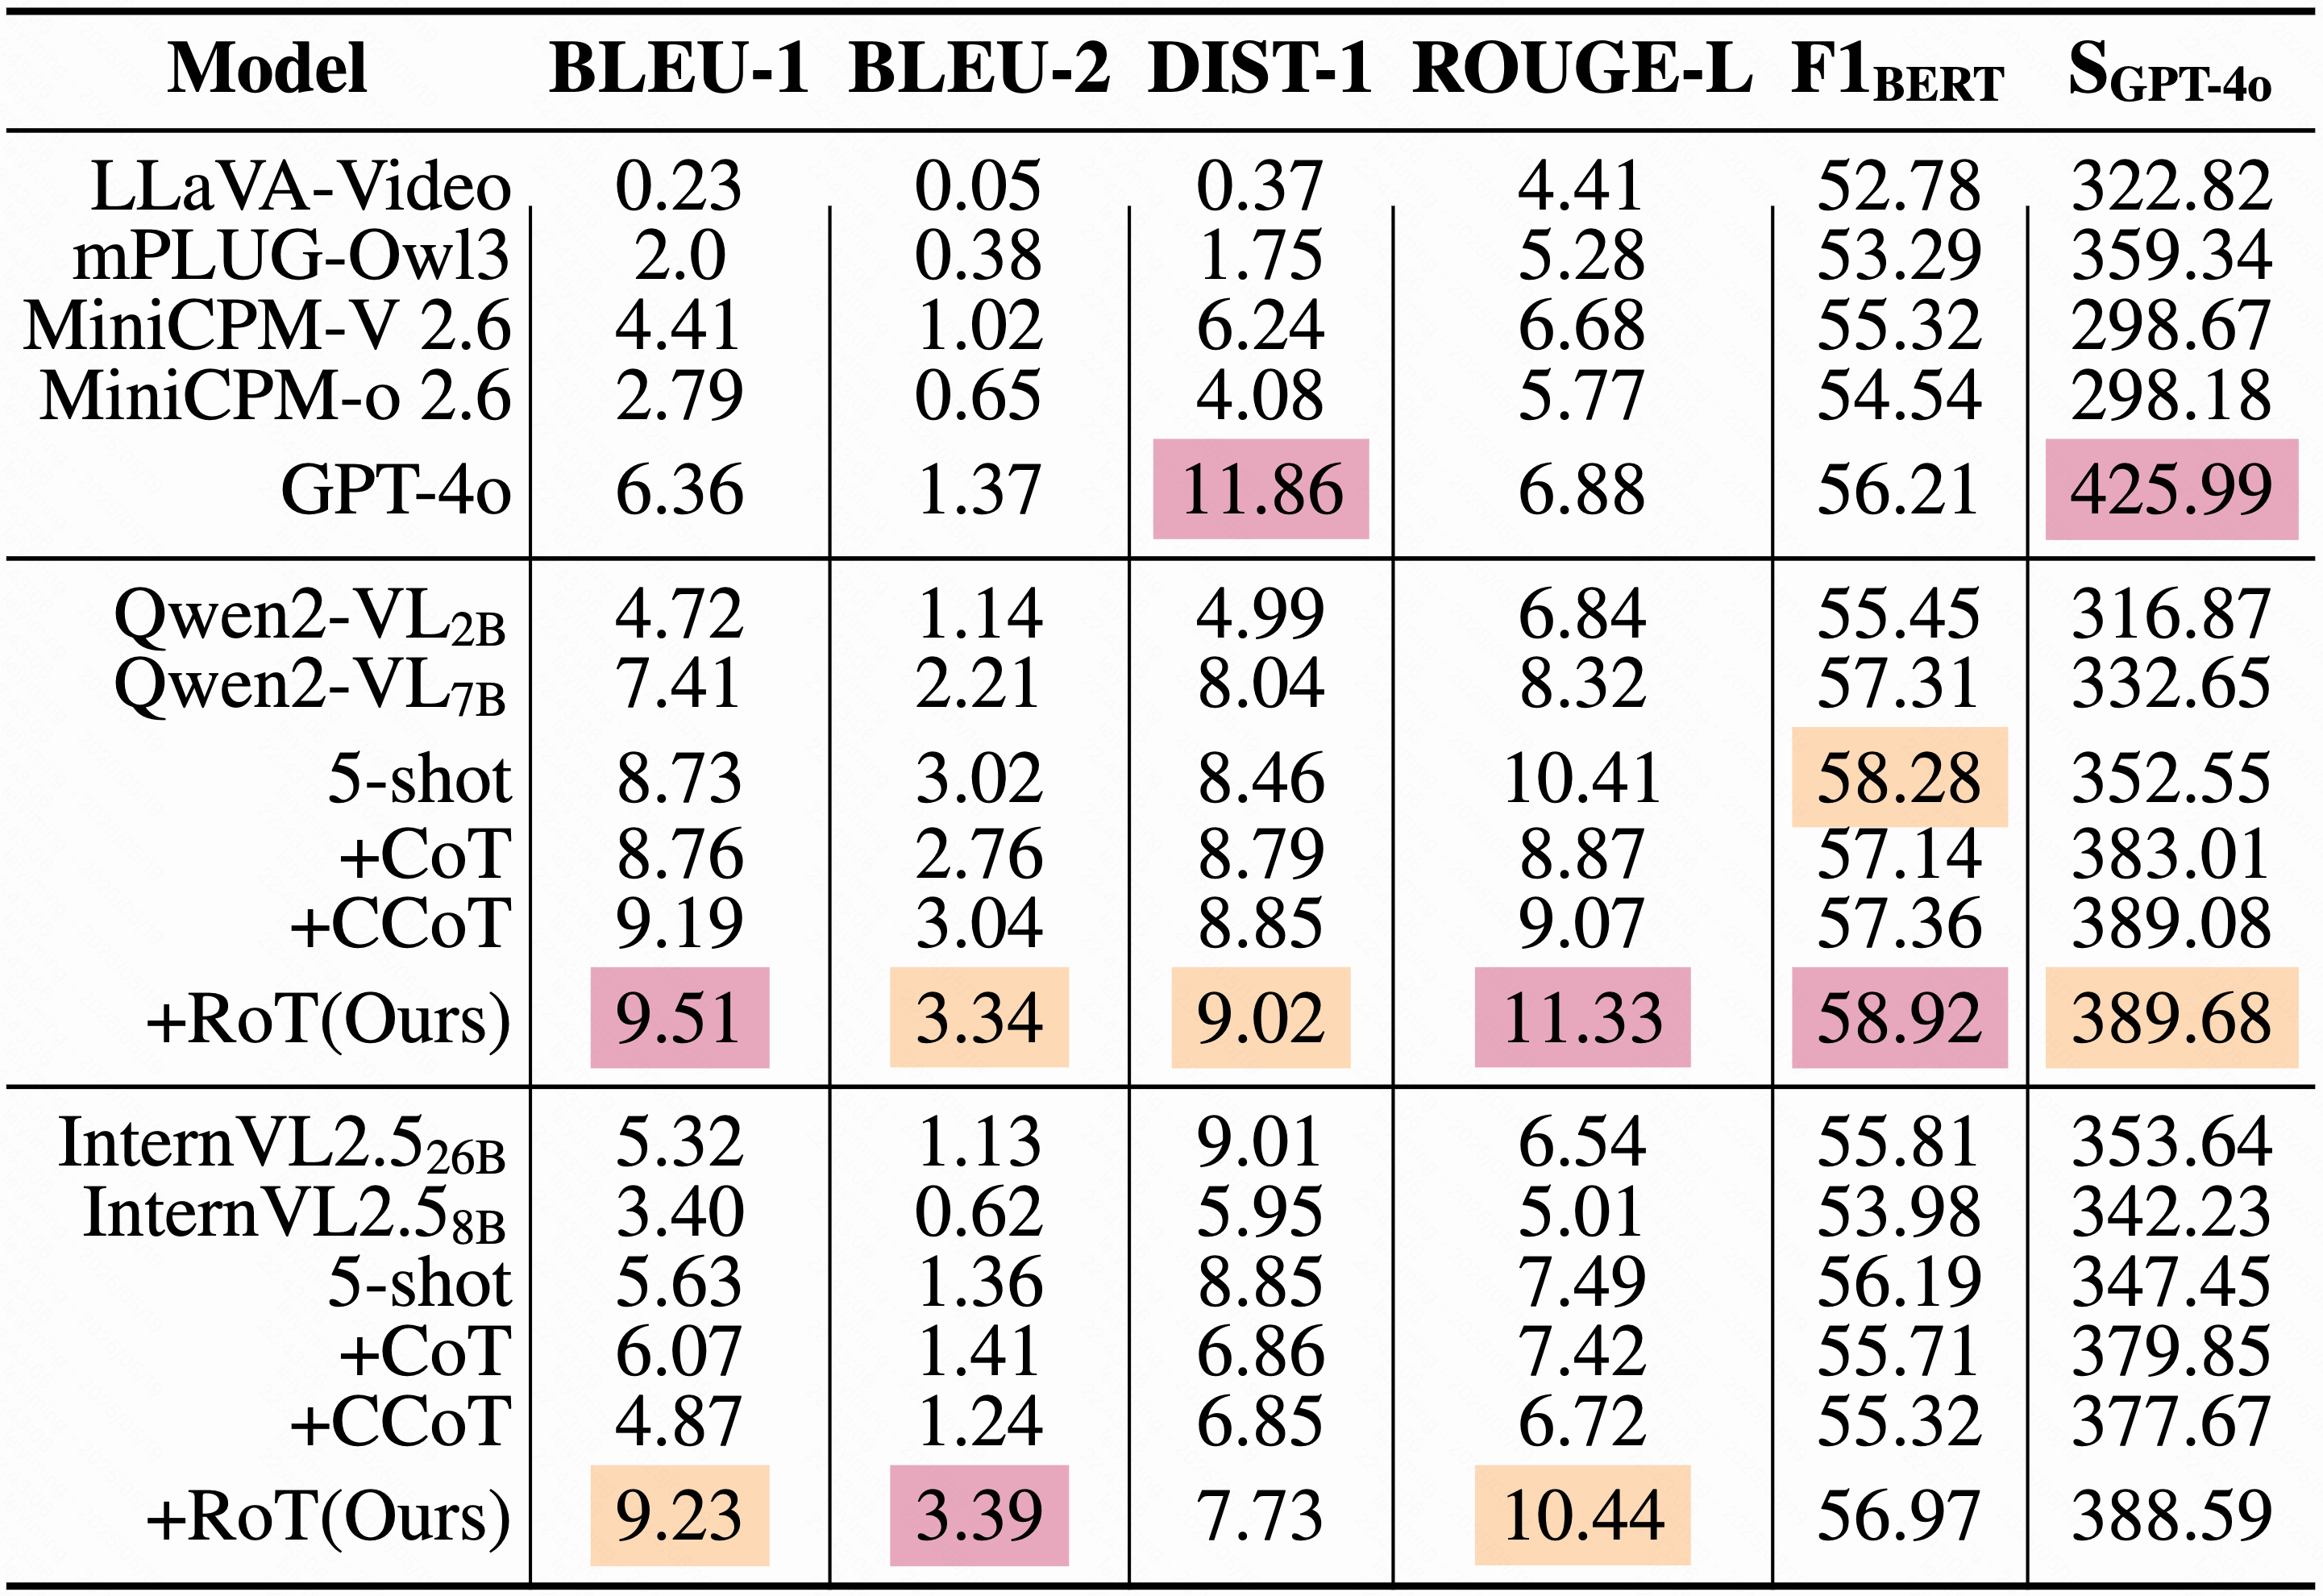 Model BLEU-1 BLEU-2 DIST-1 ROUGE-L F1BERT SGPT-4o
LLaVA-Video 0.23 0.05 0.37 4.41 52.78 322.82
mPLUG-Owl3 2.0 0.38 1.75 5.28 53.29 359.34
MiniCPM-V 2.6 4.41 1.02 6.24 6.68 55.32 298.67
MiniCPM-o 2.6 2.79 0.65 4.08 5.77 54.54 298.18
GPT-4o 6.36 1.37 11.86 6.88 56.21 425.99
Qwen2-VL2B 4.72 1.14 4.99 6.84 55.45 316.87
Qwen2-VL7B 7.41 2.21 8.04 8.32 57.31 332.65
5-shot 8.73 3.02 8.46 10.41 58.28 352.55
+CoT 8.76 2.76 8.79 8.87 57.14 383.01
+CCoT 9.19 3.04 8.85 9.07 57.36 389.08
+RoT(Ours) 9.51 3.34 9.02 11.33 58.92 389.68
InternVL2.526B 5.32 1.13 9.01 6.54 55.81 353.64
InternVL2.58B 3.40 0.62 5.95 5.01 53.98 342.23
5-shot 5.63 1.36 8.85 7.49 56.19 347.45
+CoT 6.07 1.41 6.86 7.42 55.71 379.85
+CCoT 4.87 1.24 6.85 6.72 55.32 377.67
+RoT(Ours) 9.23 3.39 7.73 10.44 56.97 388.59